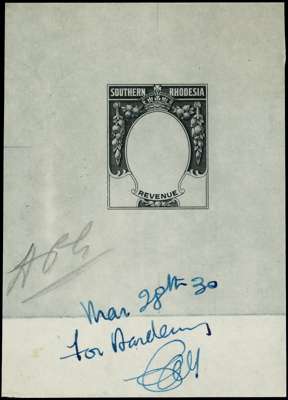 SOUTHERN RHODESIA
REVENUE
Mar 28th 30
For Hardening